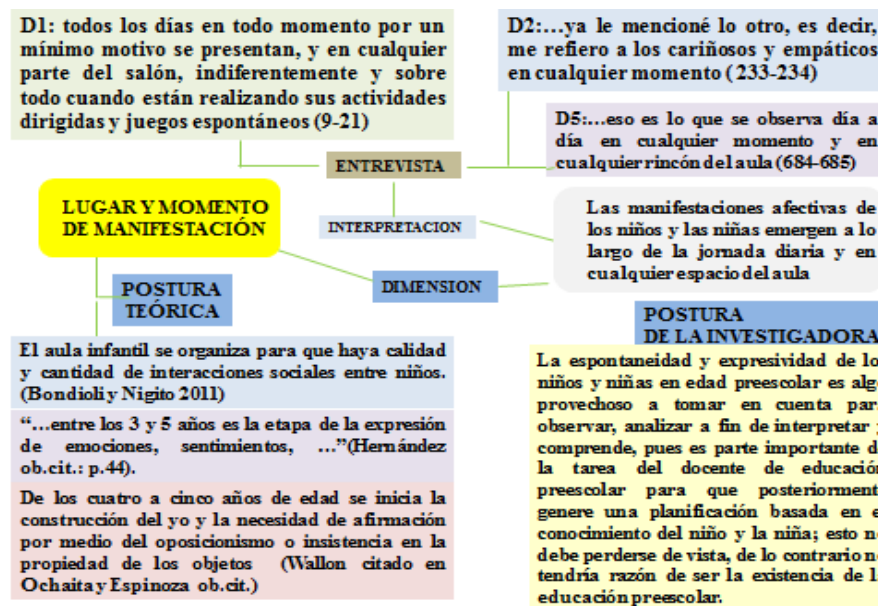 D1: todos los días en todo momento por un
mínimo motivo se presentan, y en cualquier
parte del salón, indiferentemente y sobre
todo cuando están realizando sus actividades
dirigidas y juegos espontáneos (9-21)
D2:…ya le mencioné lo otro, es decir,
me refiero a los cariñosos y empáticos
en cualquier momento ( 233-234)
D5:…eso es lo que se observa día a
día en cualquier momento y en
cualquier rincón del aula (684-685)
ENTREVISTA
LUGAR Y MOMENTO
DE MANIFESTACIÓN
INTERPRETACION
Las manifestaciones afectivas de
los niños y las niñas emergen a lo
largo de la jornada diaria y en
cualquier espacio del aula
DIMENSION
POSTURA
TEÓRICA
El aula infantil se organiza para que haya calidad
y cantidad de interacciones sociales entre niños.
(Bondioli y Nigito 2011)
“…entre los 3 y 5 años es la etapa de la expresión
de emociones, sentimientos, …”(Hernández
ob.cit.: p.44).
De los cuatro a cinco años de edad se inicia la
construcción del yo y la necesidad de afirmación
por medio del oposicionismo o insistencia en la
propiedad de los objetos (Wallon citado en
Ochaita y Espinoza ob.cit.)
POSTURA
DE LA INVESTIGADORA
La espontaneidad y expresividad de
niños y niñas en edad preescolar es
provechoso a tomar en cuenta
observar, analizar a fin de interpretar
comprende, pues es parte importante
la tarea del docente de
preescolar para que
genere una planificación basada en
conocimiento del niño y la niña; esto
debe perderse de vista, de lo contrario
tendría razón de ser la existencia de
educación preescolar.